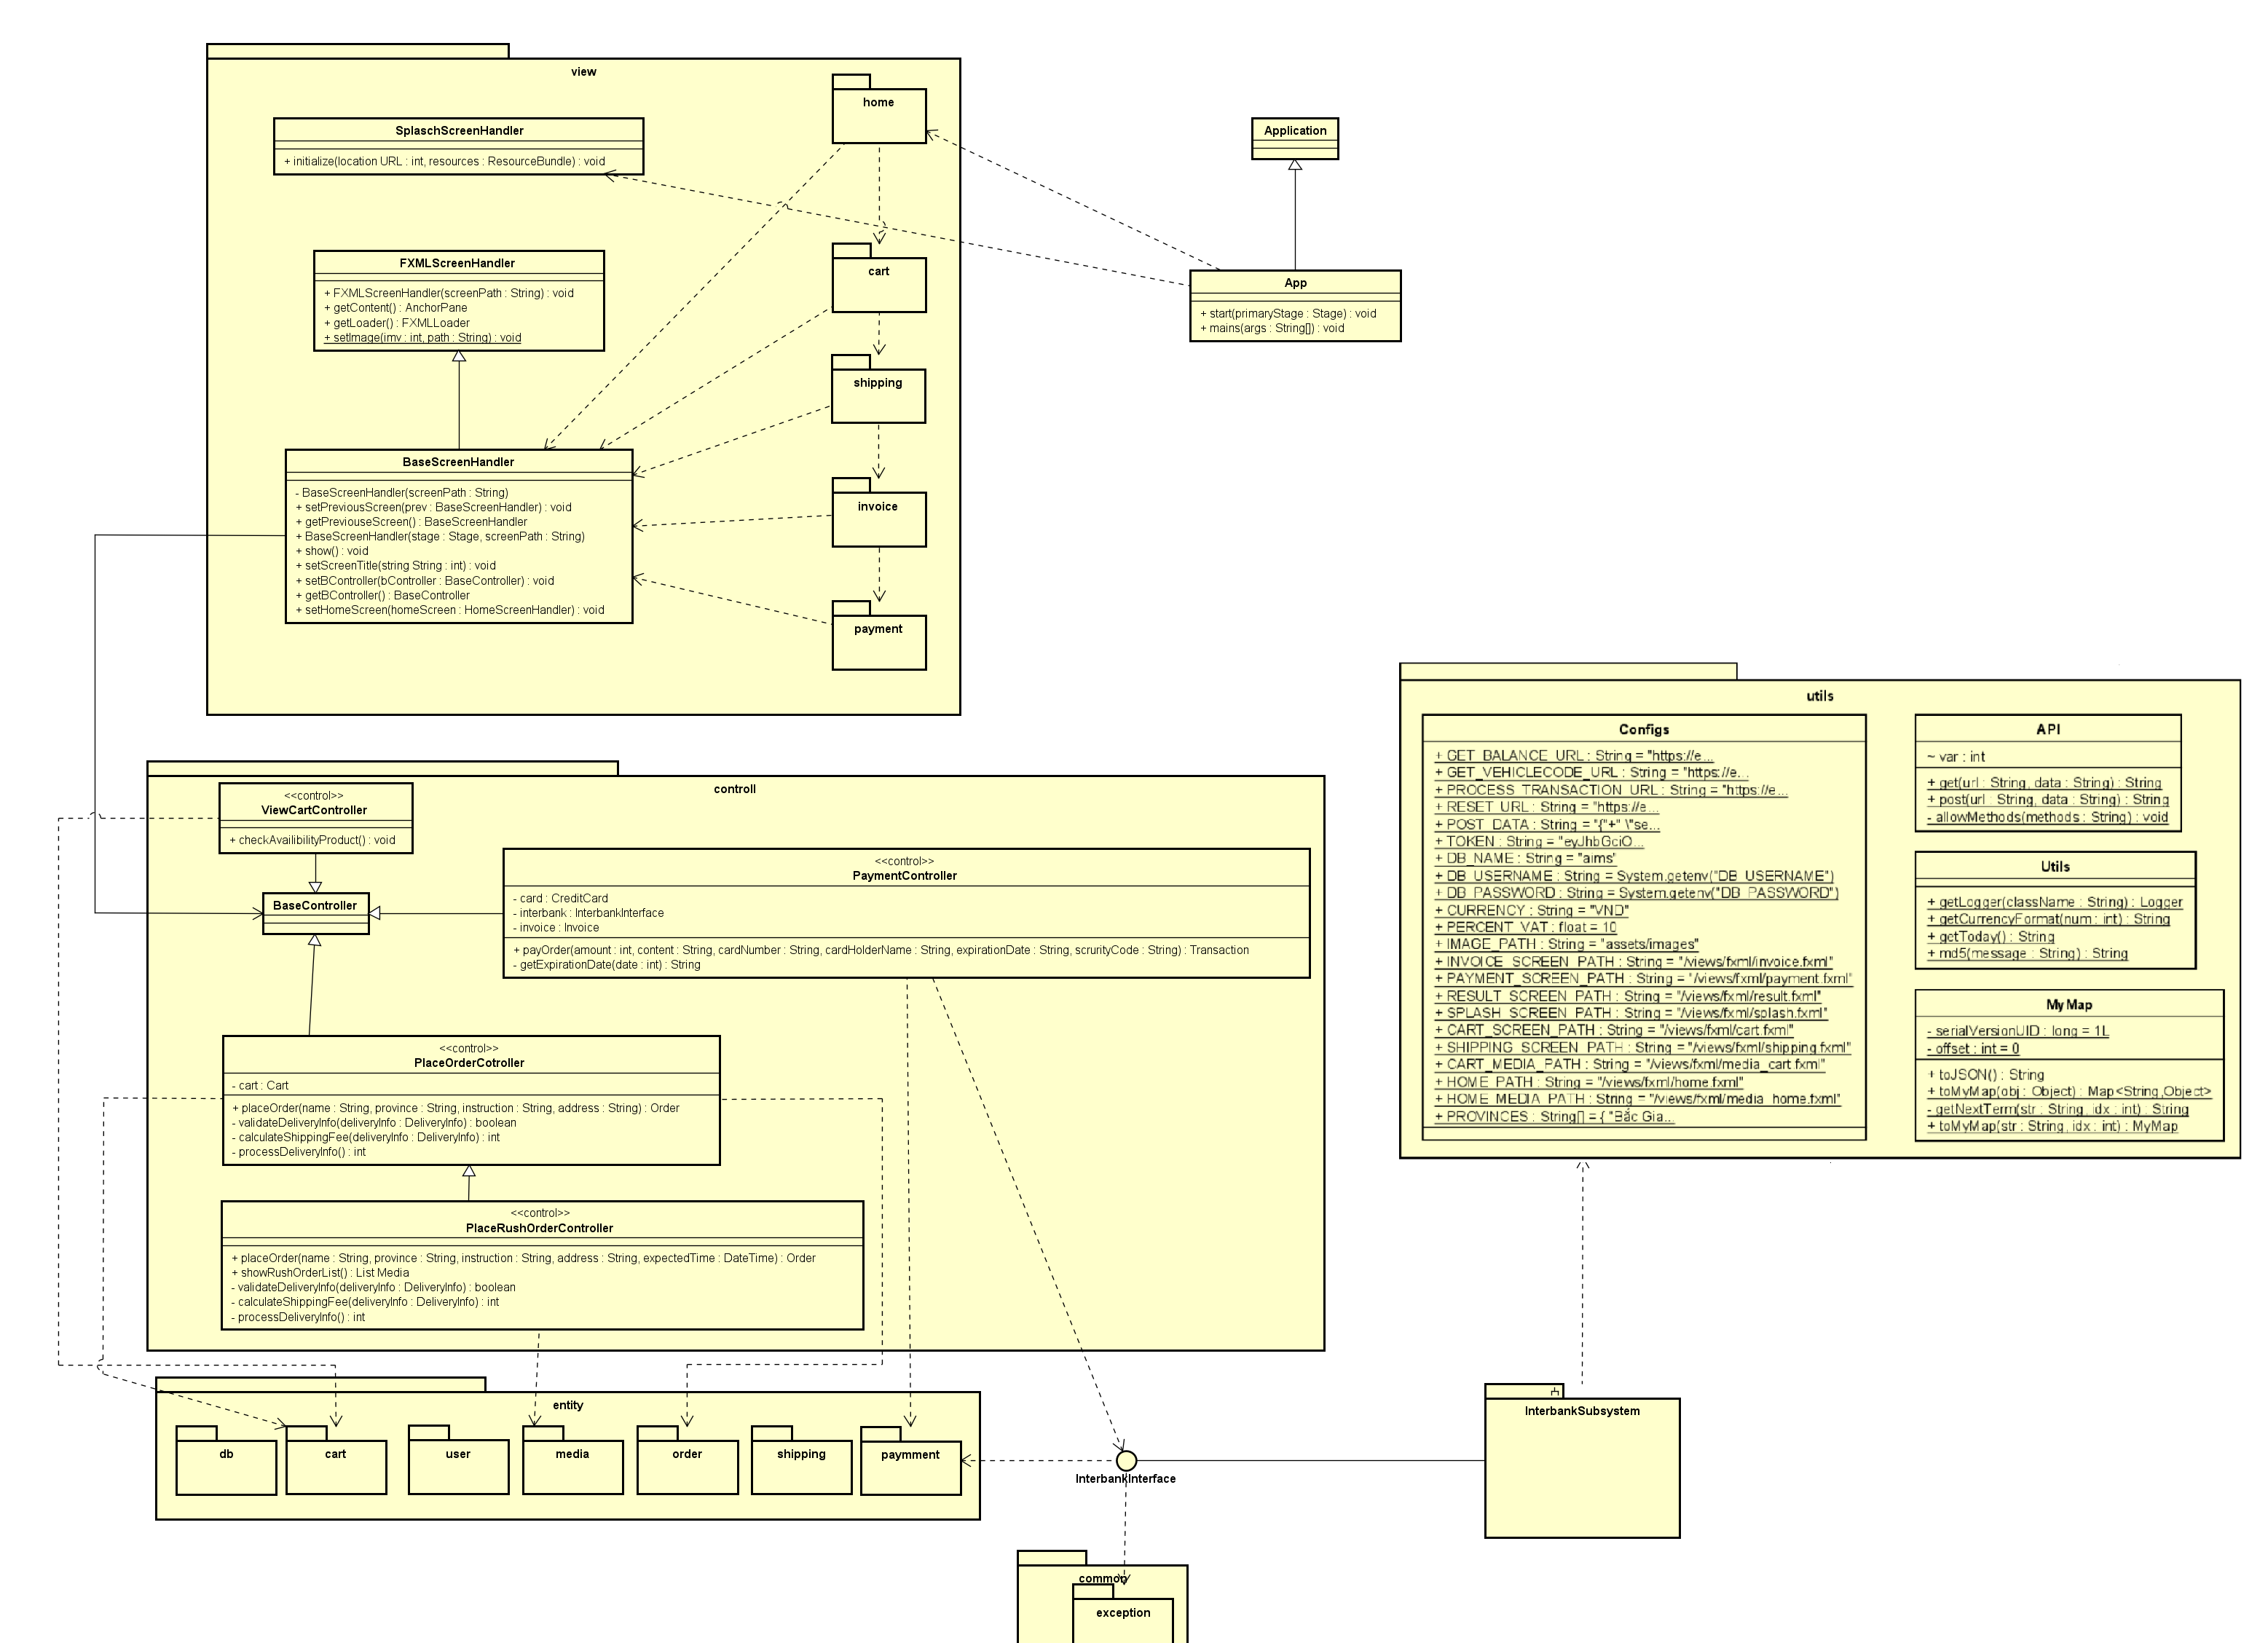 view
home
SplaschScreenHandler
+ initialize(location URL : int, resources : ResourceBundle) : void
Application
FXMLScreenHandler
+ FXMLScreenHandler(screenPath : String) : void
+ getContent() : AnchorPane
+ getLoader() : FXMLLoader
+ setImage(imv : int, path : String) : void
cart
App
+ start(primaryStage : Stage) : void
+ mains(args : String[]) : void
shipping
BaseScreenHandler
- BaseScreenHandler(screenPath : String)
+ setPreviousScreen(prev : BaseScreenHandler) : void
+ getPreviouseScreen() : BaseScreenHandler
+ BaseScreenHandler(stage : Stage, screenPath : String)
+ show() : void
+ setScreenTitle(string String : int) : void
+ setBController(bController : BaseController) : void
+ getBController() : BaseController
+ setHomeScreen(homeScreen : HomeScreenHandler) : void
invoice
payment
utils
Configs
+ GET_BALANCE_URL : String = "https://e...
+ GET_VEHICLECODE_URL : String = "https://e...
+ PROCESS_TRANSACTION_URL : String = "https://e...
+ RESET_URL : String = "https://e...
+ POST_DATA : String = "{"+" \"se...
+ TOKEN : String = "eyJhbGciO...
+ DB_NAME : String = "aims"
+ DB_USERNAME : String = System.getenv("DB_USERNAME")
+ DB_PASSWORD : String = System.getenv("DB_PASSWORD")
+ CURRENCY : String = "VND"
+ PERCENT_VAT : float = 10
+ IMAGE_PATH : String = "assets/images"
+ INVOICE_SCREEN_PATH : String = "/views/fxml/invoice.fxml"
+ PAYMENT_SCREEN_PATH : String = "/views/fxml/payment.fxml"
+ RESULT_SCREEN_PATH : String = "/views/fxml/result.fxml"
+ SPLASH_SCREEN_PATH : String = "/views/fxml/splash.fxml"
+ CART_SCREEN_PATH : String = "/views/fxml/cart.fxml"
+ SHIPPING_SCREEN_PATH : String = "/views/fxml/shipping.fxml"
+ CART_MEDIA_PATH : String = "/views/fxml/media_cart.fxml"
+ HOME_PATH : String = "/views/fxml/home.fxml"
+ HOME_MEDIA_PATH : String = "/views/fxml/media_home.fxml"
+ PROVINCES : String[] = { "Bắc Gia...
API
~ var : int
+ get(url : String, data : String) : String
+ post(url : String, data : String) : String
- allowMethods(methods : String) : void
Utils
+ getLogger(className : String) : Logger
+ getCurrencyFormat(num : int) : String
+ getToday() : String
+ md5(message : String) : String
MyMap
- serialVersionUID : long = 1L
- offset : int = 0
+ toJSON() : String
+ toMyMap(obj : Object) : Map<String,Object>
- getNextTerm(str : String, idx : int) : String
+ toMyMap(str : String, idx : int) : MyMap
controll
<<control>>
ViewCartController
+ checkAvailibilityProduct() : void
BaseController
<<control>>
PaymentController
- card : CreditCard
- interbank : InterbankInterface
- invoice : Invoice
+ payOrder(amount : int, content : String, cardNumber : String, cardHolderName : String, expirationDate : String, scrurityCode : String) : Transaction
- getExpirationDate(date : int) : String
<<control>>
PlaceOrderCotroller
- cart : Cart
+ placeOrder(name : String, province : String, instruction : String, address : String) : Order
- validateDeliveryInfo(deliveryInfo : DeliveryInfo) : boolean
- calculateShippingFee(deliveryInfo : DeliveryInfo) : int
- processDeliveryInfo() : int
<<control>>
PlaceRushOrderController
+ placeOrder(name : String, province : String, instruction : String, address : String, expectedTime : DateTime) : Order
+ showRushOrderList() : List Media
- validateDeliveryInfo(deliveryInfo : DeliveryInfo) : boolean
- calculateShippingFee(deliveryInfo : DeliveryInfo) : int
- processDeliveryInfo() : int
entity
db
cart
user
media
order
shipping
paymment
InterbankInterface
InterbankSubsystem
common
exception